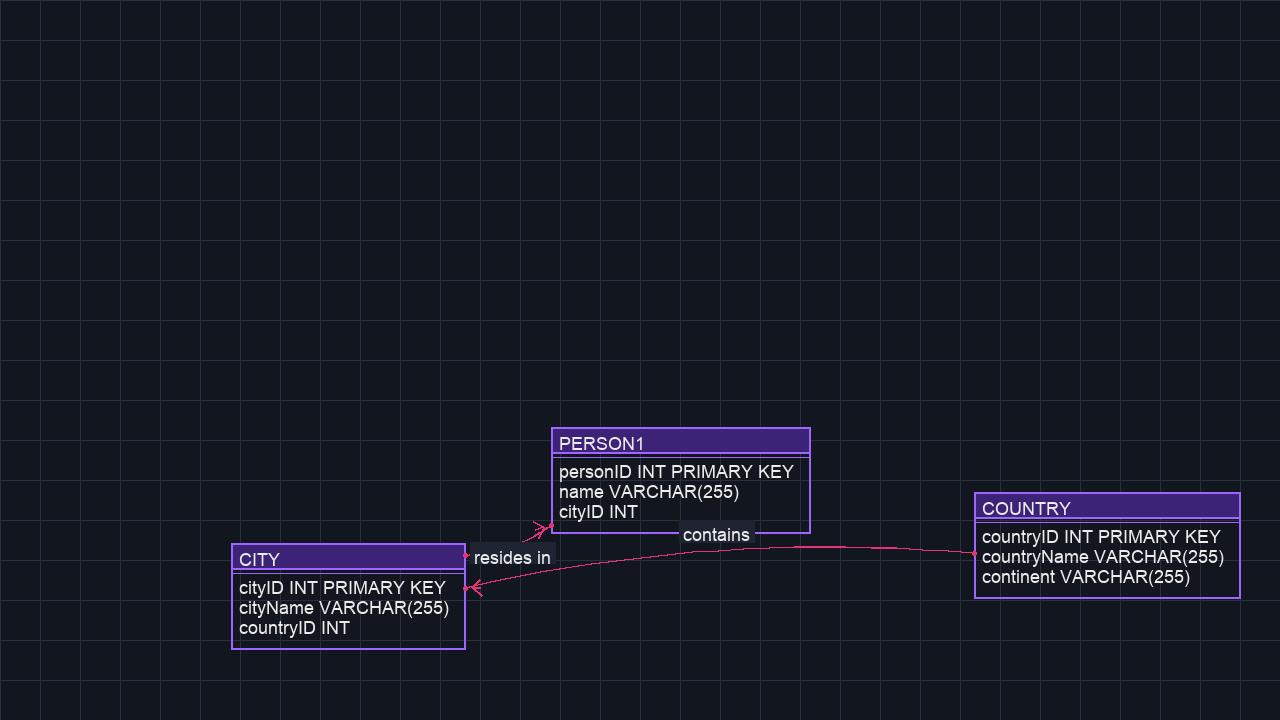 PERSON1
personID INT PRIMARY KEY
name VARCHAR(255)
cityID INT
COUNTRY
countryID INT PRIMARY KEY
countryName VARCHAR(255)
continent VARCHAR(255)
contains
resides in
CITY
cityID INT PRIMARY KEY
cityName VARCHAR(255)
countryID INT